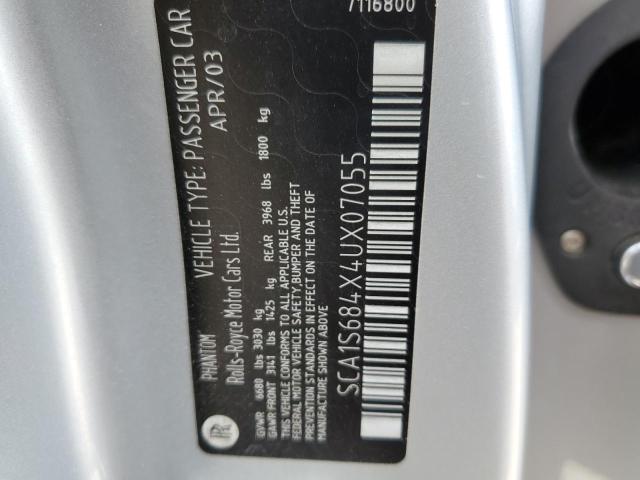 PHANTOM VEHICLE TYPE: PASSENGER CAR
Rolls-Royce Motor Cars Ltd. APR/03
GVWR 6680 lbs 3030 kg
GAWR FRONT 3141 lbs 1425 kg REAR 3968 lbs 1800 kg
THIS VEHICLE CONFORMS TO ALL APPLICABLE U.S.
FEDERAL MOTOR VEHICLE SAFETY,BUMPER AND THEFT
PREVENTION STANDARDS IN EFFECT ON THE DATE OF
MANUFACTURE SHOWN ABOVE
SCA1S684X4UX07055
7116800